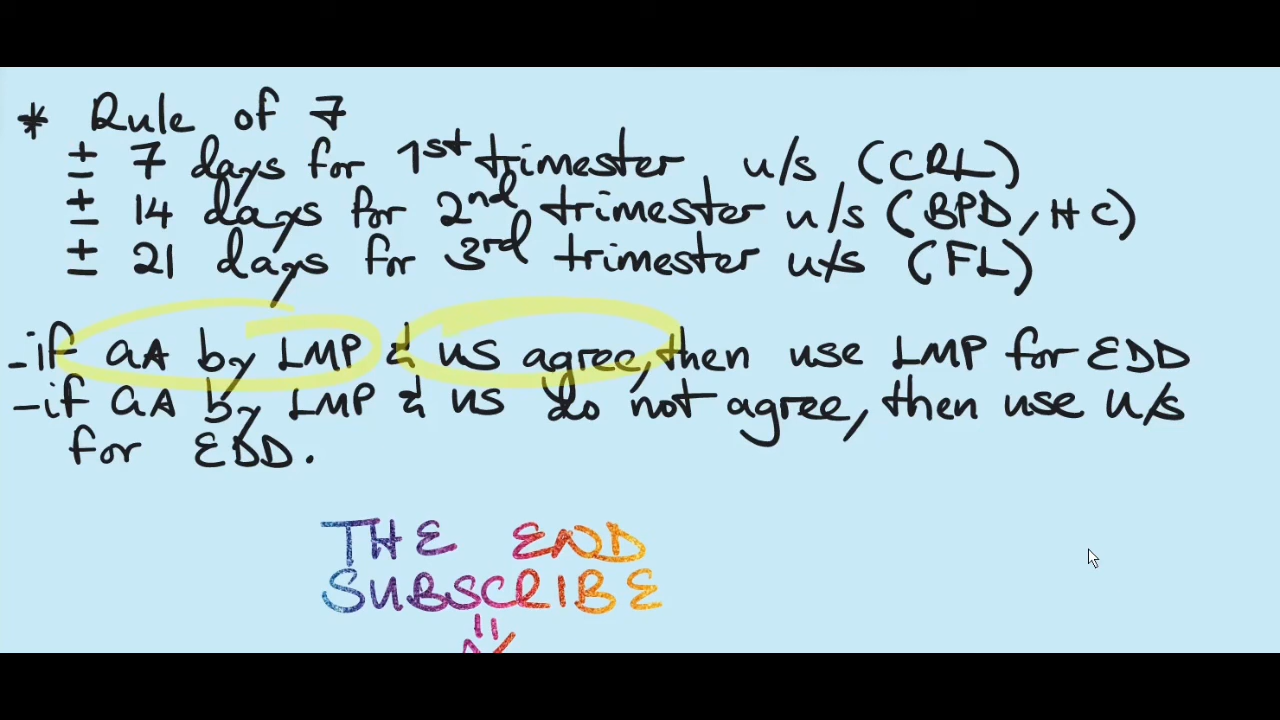 * Rule of 7
± 7 days for 1st trimester u/s (CRL)
± 14 days for 2nd trimester u/s (BPD, HC)
± 21 days for 3rd trimester u/s (FL)
- if GA by LMP & US agree, then use LMP for EDD
- if GA by LMP & US do not agree, then use u/s
for EDD.
THE END
SUBSCRIBE